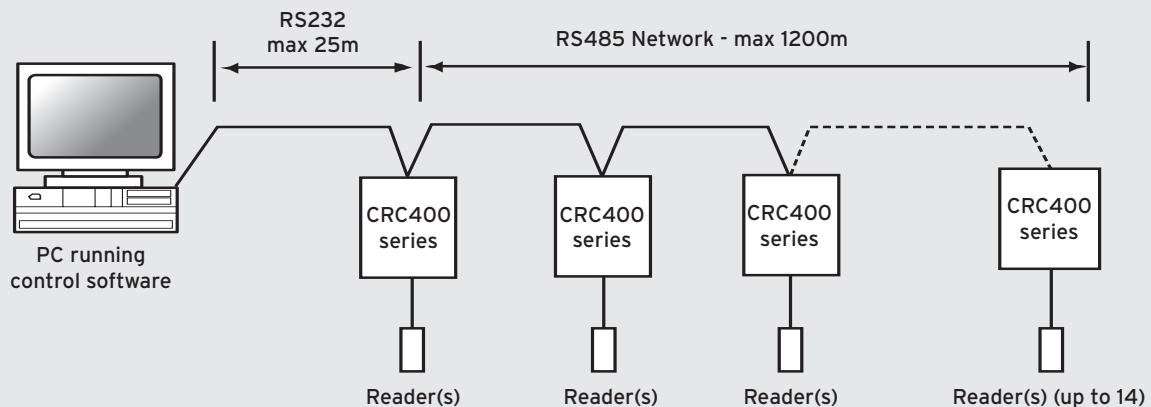 RS232
max 25m
RS485 Network - max 1200m
PC running
control software
CRC400
series
CRC400
series
CRC400
series
CRC400
series
Reader(s)
Reader(s)
Reader(s)
Reader(s) (up to 14)